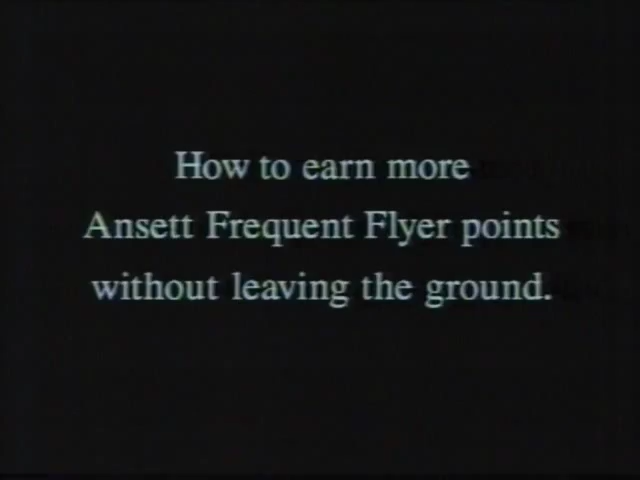 How to earn more
Ansett Frequent Flyer points
without leaving the ground.